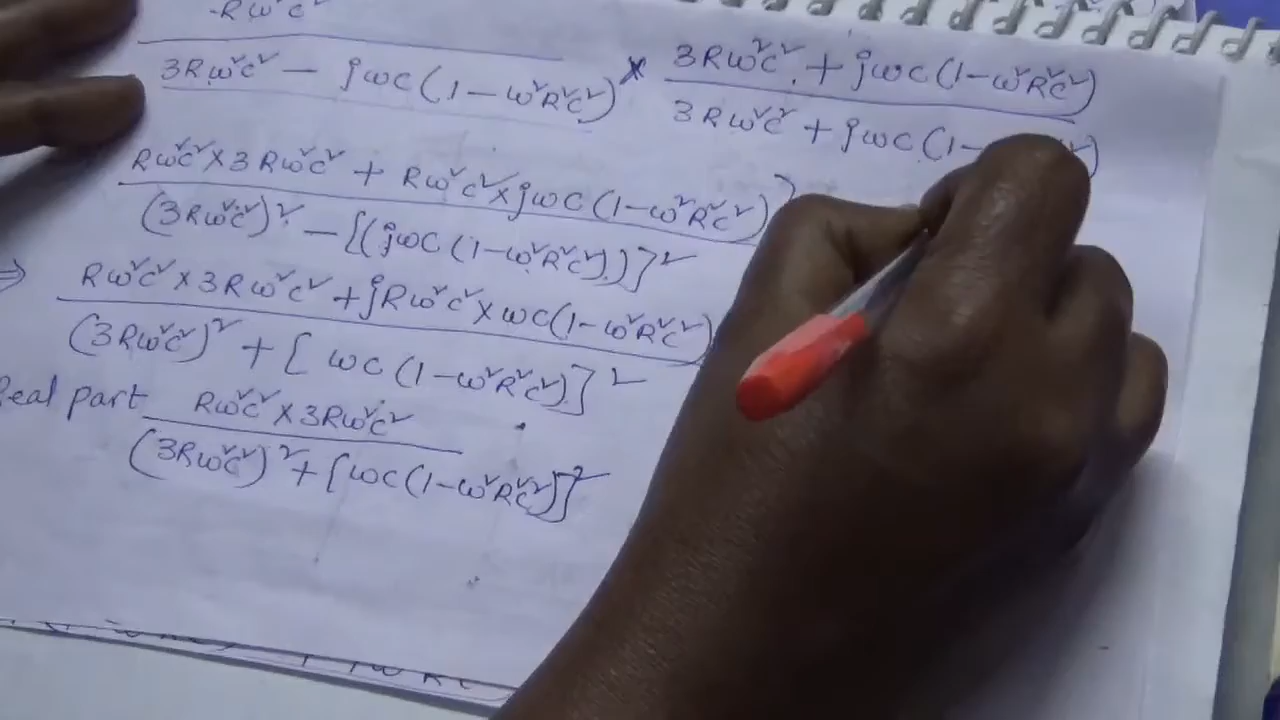 -Rω²c²
3Rω²c² - jωc(1-ω²R²c²) × 3Rω²c² + jωc(1-ω²R²c²)
3Rω²c² + jωc(1-
Rω²c² × 3Rω²c² + Rω²c² × jωc(1-ω²R²c²)
(3Rω²c²)² - [(jωc(1-ω²R²c²))]²
⇒ Rω²c² × 3Rω²c² + jRω²c² × ωc(1-ω²R²c²)
(3Rω²c²)² + [ωc(1-ω²R²c²)]²
Real part Rω²c² × 3Rω²c²
(3Rω²c²)² + [ωc(1-ω²R²c²)]²